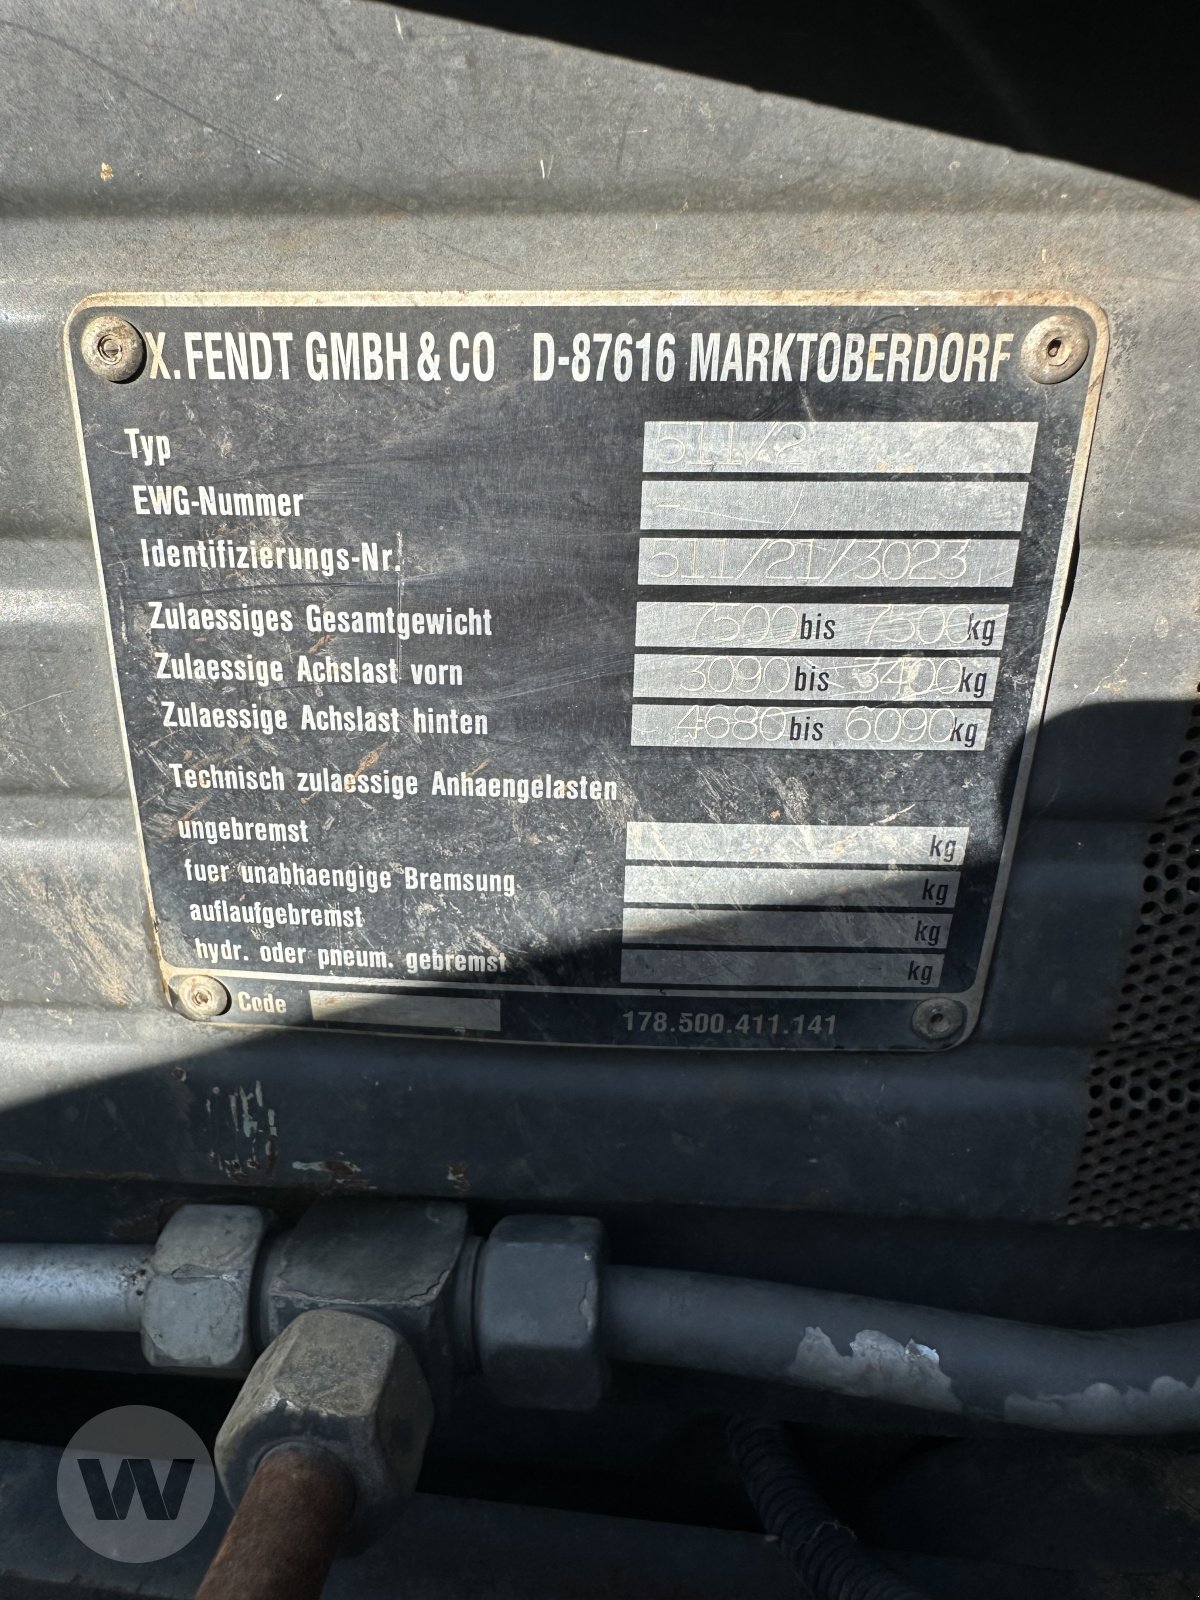 X. FENDT GMBH & CO D-87616 MARKTOBERDORF
Typ 511/2
EWG-Nummer -
Identifizierungs-Nr. 511/21/3023
Zulaessiges Gesamtgewicht 7500 bis 7500 kg
Zulaessige Achslast vorn 3090 bis 3400 kg
Zulaessige Achslast hinten 4680 bis 6090 kg
Technisch zulaessige Anhaengelasten
ungebremst kg
fuer unabhaengige Bremsung kg
auflaufgebremst kg
hydr. oder pneum. gebremst kg
Code 178.500.411.141
W